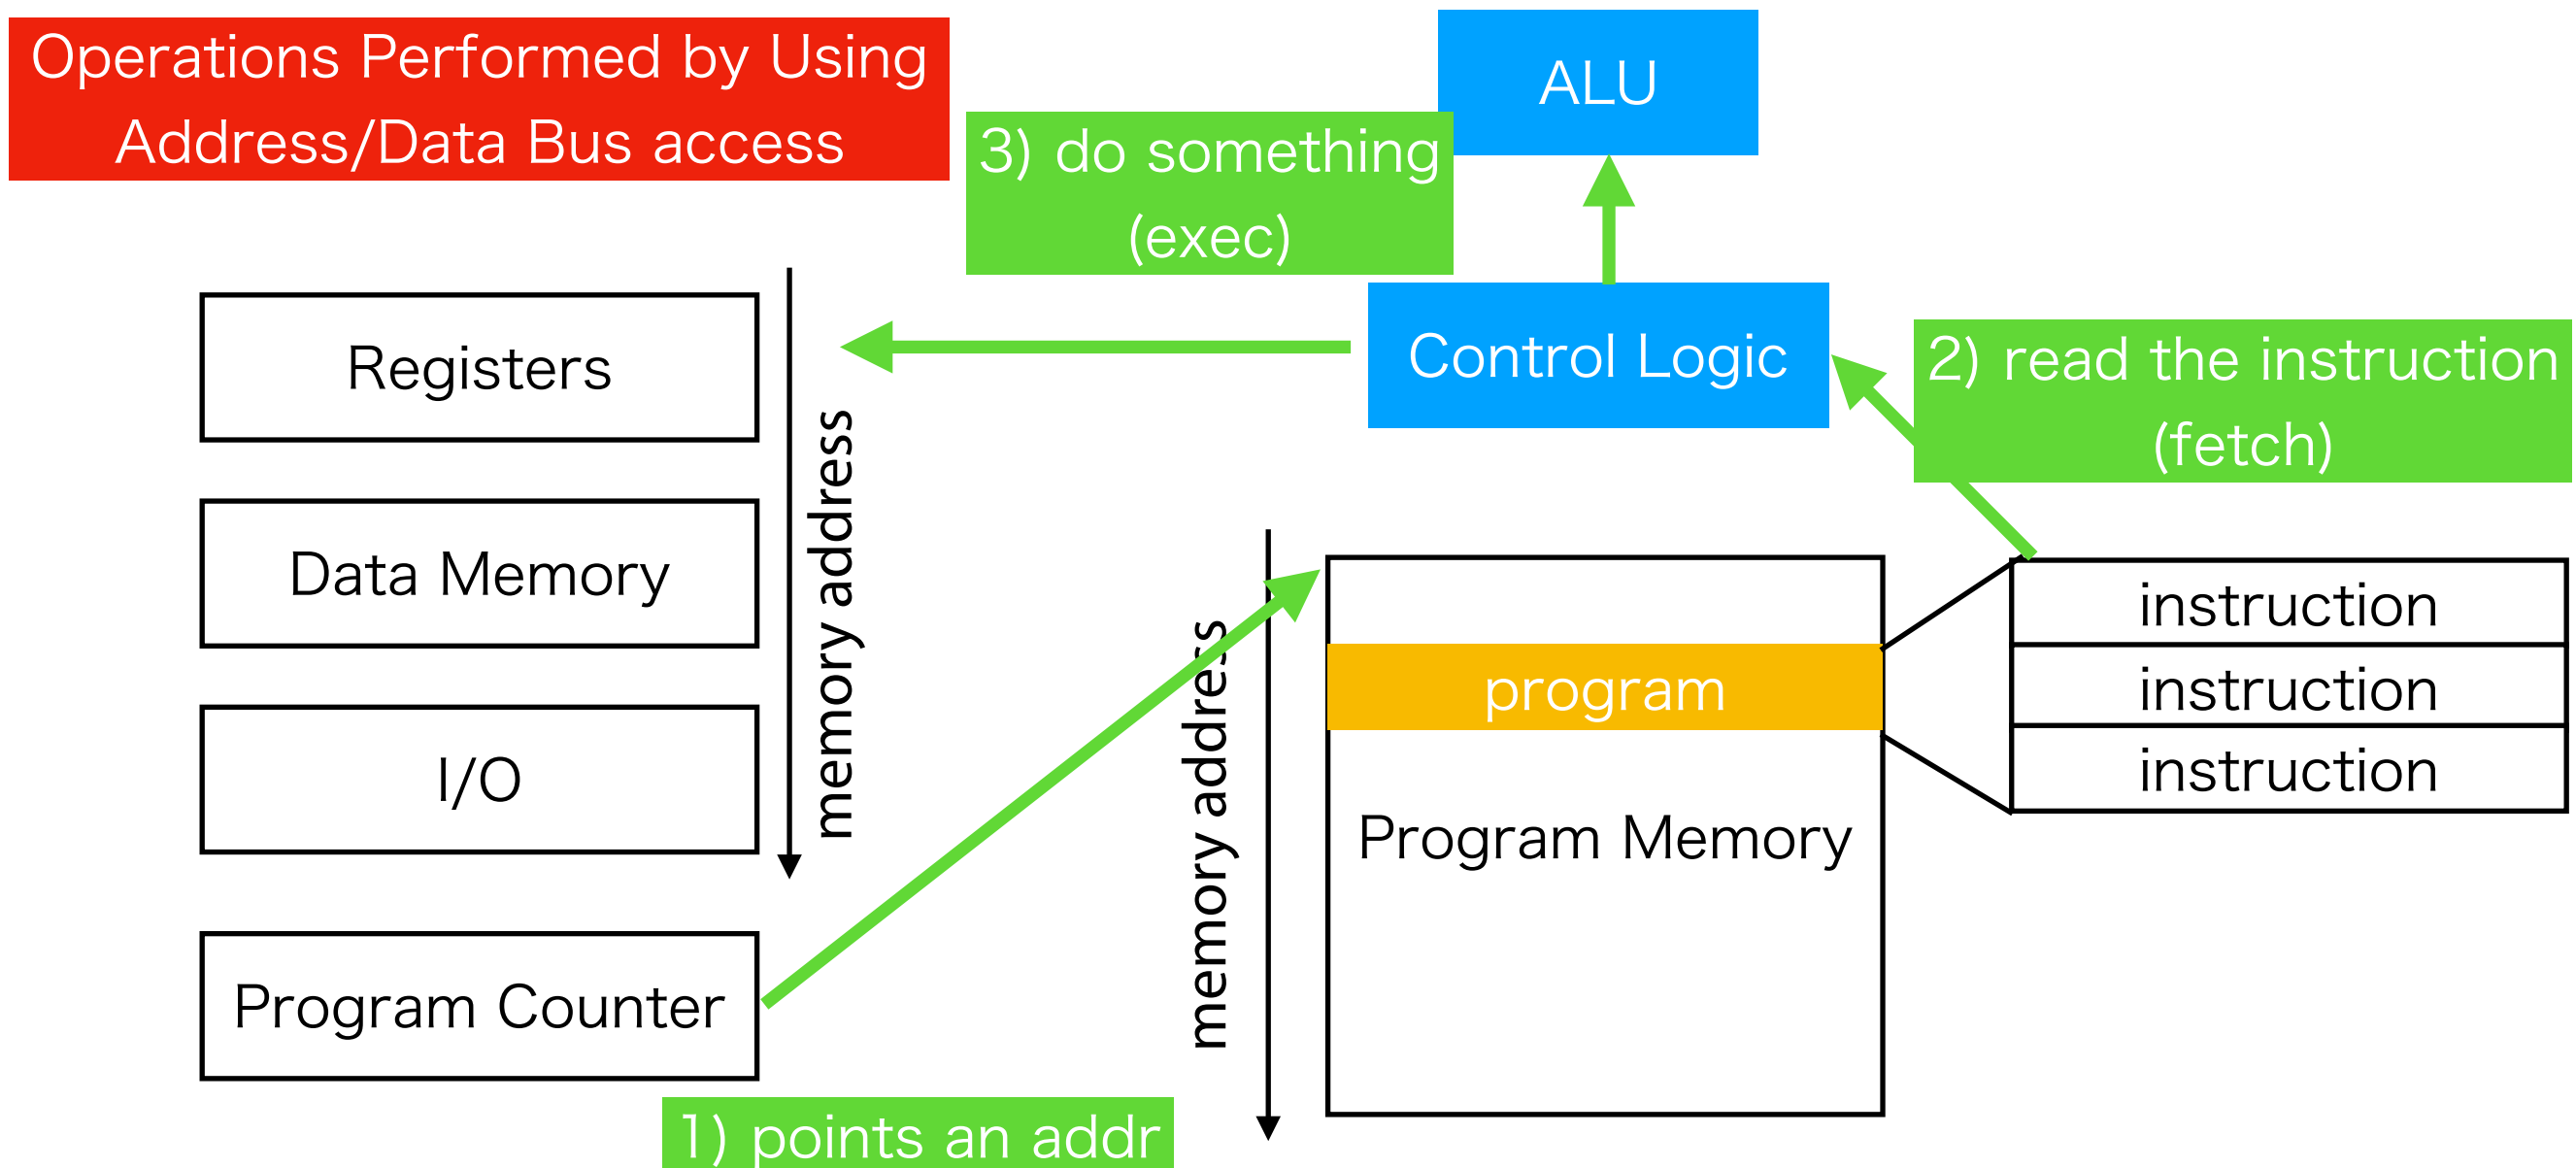 Operations Performed by Using
Address/Data Bus access
ALU
3) do something
(exec)
Control Logic
2) read the instruction
(fetch)
Registers
Data Memory
I/O
memory address
Program Counter
1) points an addr
memory address
program
Program Memory
instruction
instruction
instruction